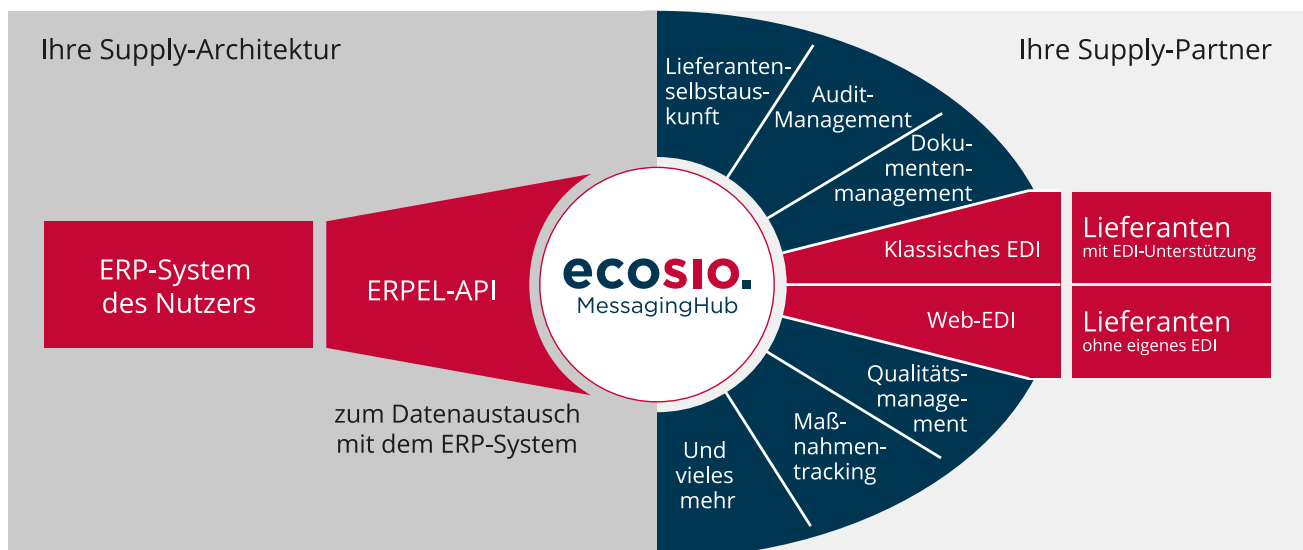 Ihre Supply-Architektur
Ihre Supply-Partner
Lieferanten-
selbstaus-
kunft
Audit-
Management
Doku-
menten-
management
Klassisches EDI
Lieferanten
mit EDI-Unterstützung
ERP-System
des Nutzers
ERPEL-API
ecosio.
MessagingHub
Web-EDI
Lieferanten
ohne eigenes EDI
zum Datenaustausch
mit dem ERP-System
Qualitäts-
manage-
ment
Maß-
nahmen-
tracking
Und
vieles
mehr